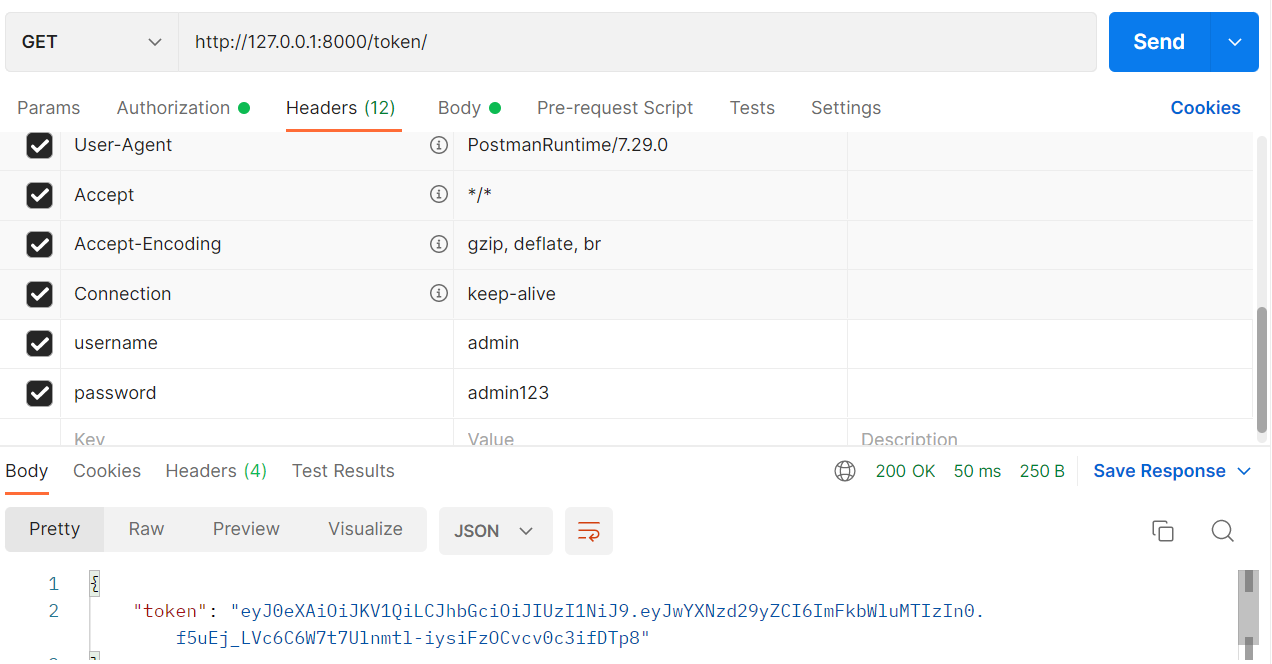 GET http://127.0.0.1:8000/token/ Send
Params Authorization Headers (12) Body Pre-request Script Tests Settings Cookies
User-Agent PostmanRuntime/7.29.0
Accept */*
Accept-Encoding gzip, deflate, br
Connection keep-alive
username admin
password admin123
Key Value Description
Body Cookies Headers (4) Test Results 200 OK 50 ms 250 B Save Response
Pretty Raw Preview Visualize JSON
1 {
2 "token": "eyJ0eXAiOiJKV1QiLCJhbGciOiJIUzI1NiJ9.eyJwYXNzd29yZCI6ImFkbWluMTIzIn0.
f5uEj_LVc6C6W7t7Ulnmtl-iysiFzOCvcv0c3ifDTp8"